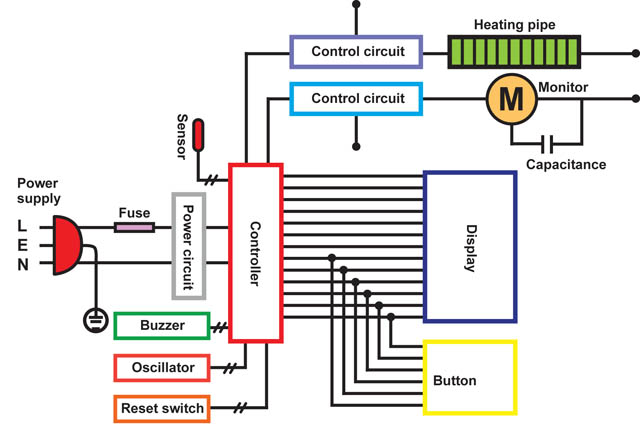 Heating pipe
Control circuit
Control circuit
M
Monitor
Capacitance
Sensor
Power
supply
L
E
N
Fuse
Power circuit
Controller
Display
Buzzer
Oscillator
Reset switch
Button